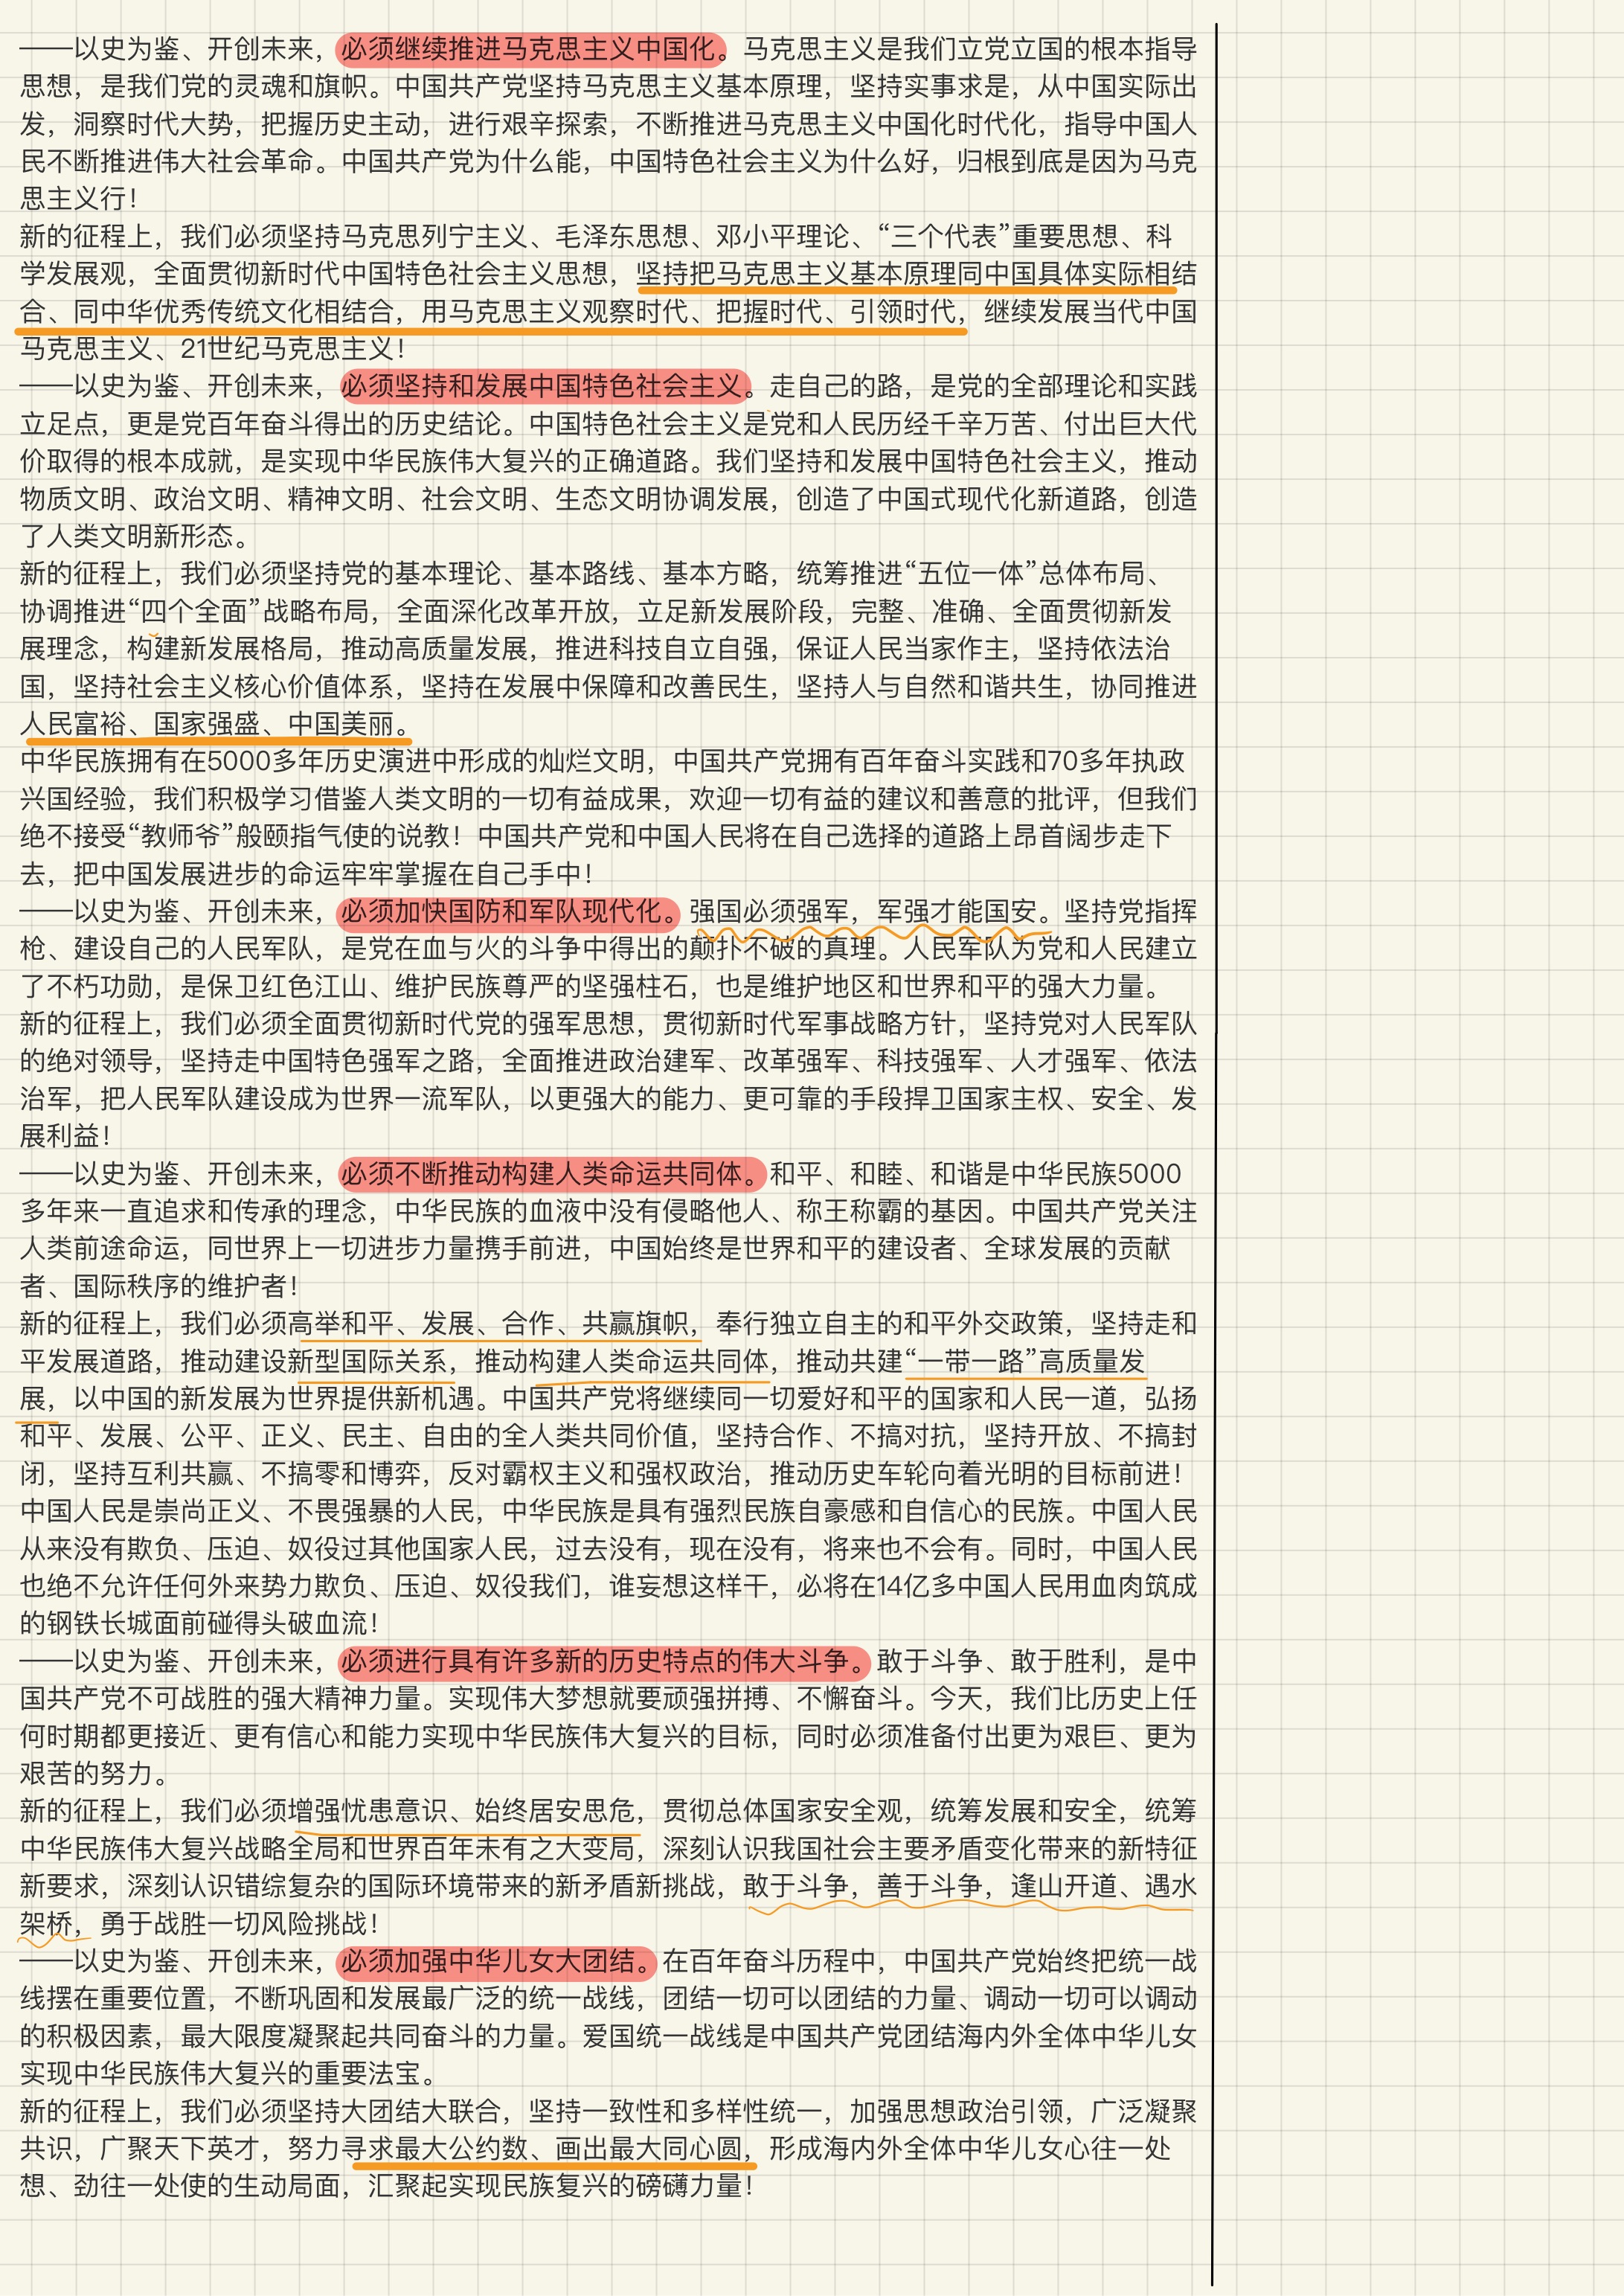 ——以史为鉴、开创未来，必须继续推进马克思主义中国化。马克思主义是我们立党立国的根本指导
思想，是我们党的灵魂和旗帜。中国共产党坚持马克思主义基本原理，坚持实事求是，从中国实际出
发，洞察时代大势，把握历史主动，进行艰辛探索，不断推进马克思主义中国化时代化，指导中国人
民不断推进伟大社会革命。中国共产党为什么能，中国特色社会主义为什么好，归根到底是因为马克
思主义行！
新的征程上，我们必须坚持马克思列宁主义、毛泽东思想、邓小平理论、“三个代表”重要思想、科
学发展观，全面贯彻新时代中国特色社会主义思想，坚持把马克思主义基本原理同中国具体实际相结
合、同中华优秀传统文化相结合，用马克思主义观察时代、把握时代、引领时代，继续发展当代中国
马克思主义、21世纪马克思主义！
——以史为鉴、开创未来，必须坚持和发展中国特色社会主义。走自己的路，是党的全部理论和实践
立足点，更是党百年奋斗得出的历史结论。中国特色社会主义是党和人民历经千辛万苦、付出巨大代
价取得的根本成就，是实现中华民族伟大复兴的正确道路。我们坚持和发展中国特色社会主义，推动
物质文明、政治文明、精神文明、社会文明、生态文明协调发展，创造了中国式现代化新道路，创造
了人类文明新形态。
新的征程上，我们必须坚持党的基本理论、基本路线、基本方略，统筹推进“五位一体”总体布局、
协调推进“四个全面”战略布局，全面深化改革开放，立足新发展阶段，完整、准确、全面贯彻新发
展理念，构建新发展格局，推动高质量发展，推进科技自立自强，保证人民当家作主，坚持依法治
国，坚持社会主义核心价值体系，坚持在发展中保障和改善民生，坚持人与自然和谐共生，协同推进
人民富裕、国家强盛、中国美丽。
中华民族拥有在5000多年历史演进中形成的灿烂文明，中国共产党拥有百年奋斗实践和70多年执政
兴国经验，我们积极学习借鉴人类文明的一切有益成果，欢迎一切有益的建议和善意的批评，但我们
绝不接受“教师爷”般颐指气使的说教！中国共产党和中国人民将在自己选择的道路上昂首阔步走下
去，把中国发展进步的命运牢牢掌握在自己手中！
——以史为鉴、开创未来，必须加快国防和军队现代化。强国必须强军，军强才能国安。坚持党指挥
枪、建设自己的人民军队，是党在血与火的斗争中得出的颠扑不破的真理。人民军队为党和人民建立
了不朽功勋，是保卫红色江山、维护民族尊严的坚强柱石，也是维护地区和世界和平的强大力量。
新的征程上，我们必须全面贯彻新时代党的强军思想，贯彻新时代军事战略方针，坚持党对人民军队
的绝对领导，坚持走中国特色强军之路，全面推进政治建军、改革强军、科技强军、人才强军、依法
治军，把人民军队建设成为世界一流军队，以更强大的能力、更可靠的手段捍卫国家主权、安全、发
展利益！
——以史为鉴、开创未来，必须不断推动构建人类命运共同体。和平、和睦、和谐是中华民族5000
多年来一直追求和传承的理念，中华民族的血液中没有侵略他人、称王称霸的基因。中国共产党关注
人类前途命运，同世界上一切进步力量携手前进，中国始终是世界和平的建设者、全球发展的贡献
者、国际秩序的维护者！
新的征程上，我们必须高举和平、发展、合作、共赢旗帜，奉行独立自主的和平外交政策，坚持走和
平发展道路，推动建设新型国际关系，推动构建人类命运共同体，推动共建“一带一路”高质量发
展，以中国的新发展为世界提供新机遇。中国共产党将继续同一切爱好和平的国家和人民一道，弘扬
和平、发展、公平、正义、民主、自由的全人类共同价值，坚持合作、不搞对抗，坚持开放、不搞封
闭，坚持互利共赢、不搞零和博弈，反对霸权主义和强权政治，推动历史车轮向着光明的目标前进！
中国人民是崇尚正义、不畏强暴的人民，中华民族是具有强烈民族自豪感和自信心的民族。中国人民
从来没有欺负、压迫、奴役过其他国家人民，过去没有，现在没有，将来也不会有。同时，中国人民
也绝不允许任何外来势力欺负、压迫、奴役我们，谁妄想这样干，必将在14亿多中国人民用血肉筑成
的钢铁长城面前碰得头破血流！
——以史为鉴、开创未来，必须进行具有许多新的历史特点的伟大斗争。敢于斗争、敢于胜利，是中
国共产党不可战胜的强大精神力量。实现伟大梦想就要顽强拼搏、不懈奋斗。今天，我们比历史上任
何时期都更接近、更有信心和能力实现中华民族伟大复兴的目标，同时必须准备付出更为艰巨、更为
艰苦的努力。
新的征程上，我们必须增强忧患意识、始终居安思危，贯彻总体国家安全观，统筹发展和安全，统筹
中华民族伟大复兴战略全局和世界百年未有之大变局，深刻认识我国社会主要矛盾变化带来的新特征
新要求，深刻认识错综复杂的国际环境带来的新矛盾新挑战，敢于斗争，善于斗争，逢山开道、遇水
架桥，勇于战胜一切风险挑战！
——以史为鉴、开创未来，必须加强中华儿女大团结。在百年奋斗历程中，中国共产党始终把统一战
线摆在重要位置，不断巩固和发展最广泛的统一战线，团结一切可以团结的力量、调动一切可以调动
的积极因素，最大限度凝聚起共同奋斗的力量。爱国统一战线是中国共产党团结海内外全体中华儿女
实现中华民族伟大复兴的重要法宝。
新的征程上，我们必须坚持大团结大联合，坚持一致性和多样性统一，加强思想政治引领，广泛凝聚
共识，广聚天下英才，努力寻求最大公约数、画出最大同心圆，形成海内外全体中华儿女心往一处
想、劲往一处使的生动局面，汇聚起实现民族复兴的磅礴力量！